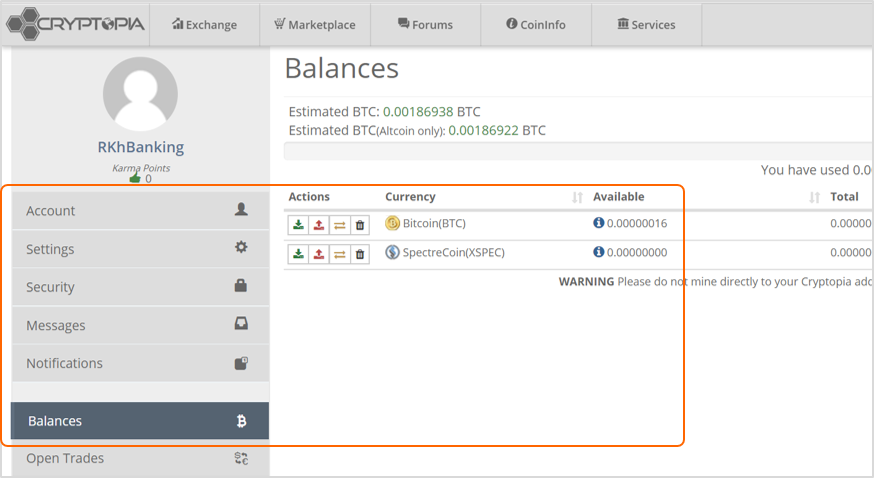 CRYPTOPIA Exchange Marketplace Forums CoinInfo Services
RKhBanking
Karma Points
0
Account
Settings
Security
Messages
Notifications
Balances
Open Trades
Balances
Estimated BTC: 0.00186938 BTC
Estimated BTC(Altcoin only): 0.00186922 BTC
You have used 0.0
Actions Currency Available Total
Bitcoin(BTC) 0.00000016 0.00000
SpectreCoin(XSPEC) 0.00000000 0.00000
WARNING Please do not mine directly to your Cryptopia add